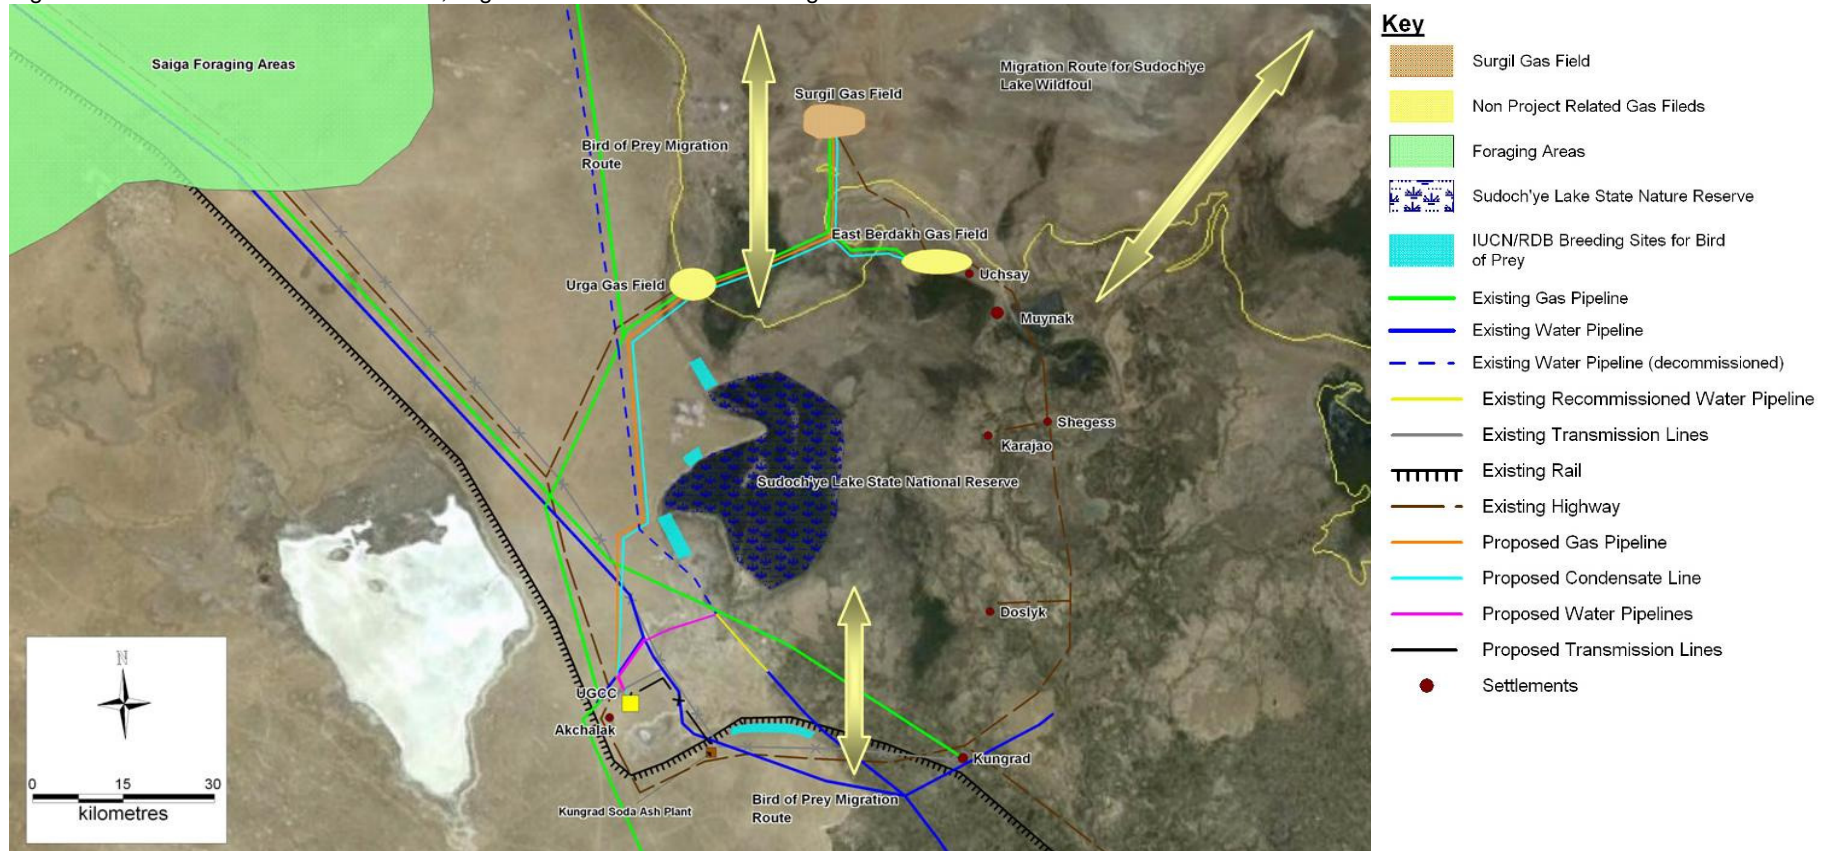 Saiga Foraging Areas
Migration Route for Sudoch'ye
Lake Wildfoul
Surgil Gas Field
Bird of Prey Migration
Route
East Berdakh Gas Field
Uchsay
Urga Gas Field
Muynak
Shegess
Karajao
Sudoch'ye Lake State National Reserve
Doslyk
UGCC
Akchalak
Kungrad
Kungrad Soda Ash Plant
Bird of Prey Migration
Route
N
0 15 30
kilometres
Key
Surgil Gas Field
Non Project Related Gas Fileds
Foraging Areas
Sudoch'ye Lake State Nature Reserve
IUCN/RDB Breeding Sites for Bird
of Prey
Existing Gas Pipeline
Existing Water Pipeline
Existing Water Pipeline (decommissioned)
Existing Recommissioned Water Pipeline
Existing Transmission Lines
Existing Rail
Existing Highway
Proposed Gas Pipeline
Proposed Condensate Line
Proposed Water Pipelines
Proposed Transmission Lines
Settlements